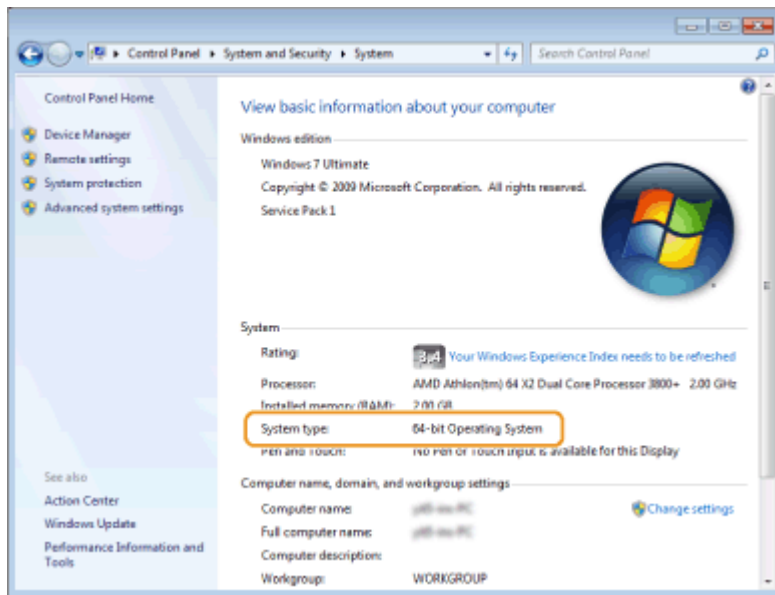 Control Panel ▸ System and Security ▸ System
Search Control Panel
Control Panel Home
Device Manager
Remote settings
System protection
Advanced system settings
See also
Action Center
Windows Update
Performance Information and
Tools
View basic information about your computer
Windows edition
Windows 7 Ultimate
Copyright © 2009 Microsoft Corporation. All rights reserved.
Service Pack 1
System
Rating: 3.4 Your Windows Experience Index needs to be refreshed
Processor: AMD Athlon(tm) 64 X2 Dual Core Processor 3800+ 2.00 GHz
Installed memory (RAM): 2.00 GB
System type: 64-bit Operating System
Pen and Touch: No Pen or Touch Input is available for this Display
Computer name, domain, and workgroup settings
Computer name:
Change settings
Full computer name:
Computer description:
Workgroup: WORKGROUP